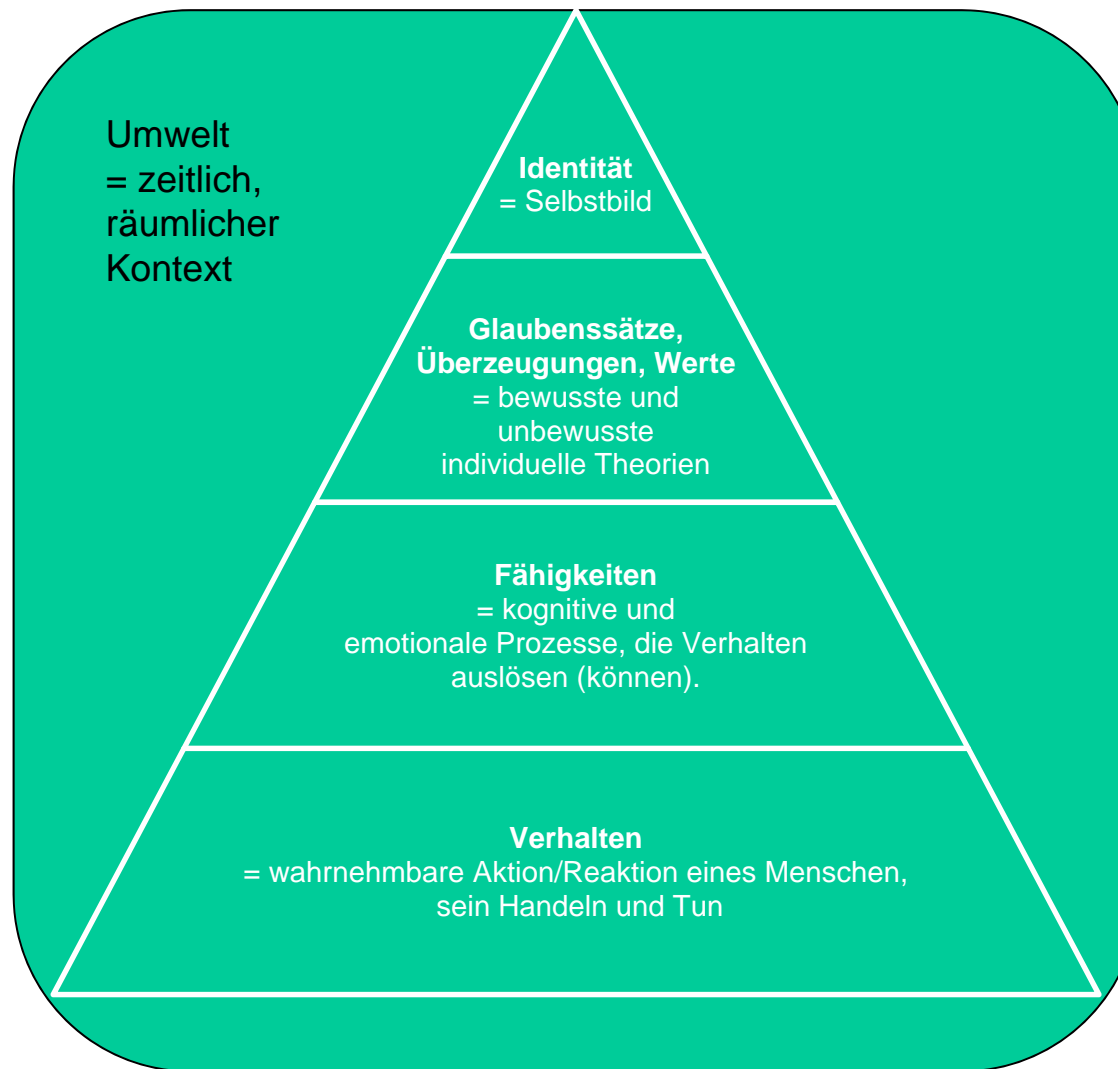 Umwelt
= zeitlich,
räumlicher
Kontext
Identität
= Selbstbild
Glaubenssätze,
Überzeugungen, Werte
= bewusste und
unbewusste
individuelle Theorien
Fähigkeiten
= kognitive und
emotionale Prozesse, die Verhalten
auslösen (können).
Verhalten
= wahrnehmbare Aktion/Reaktion eines Menschen,
sein Handeln und Tun